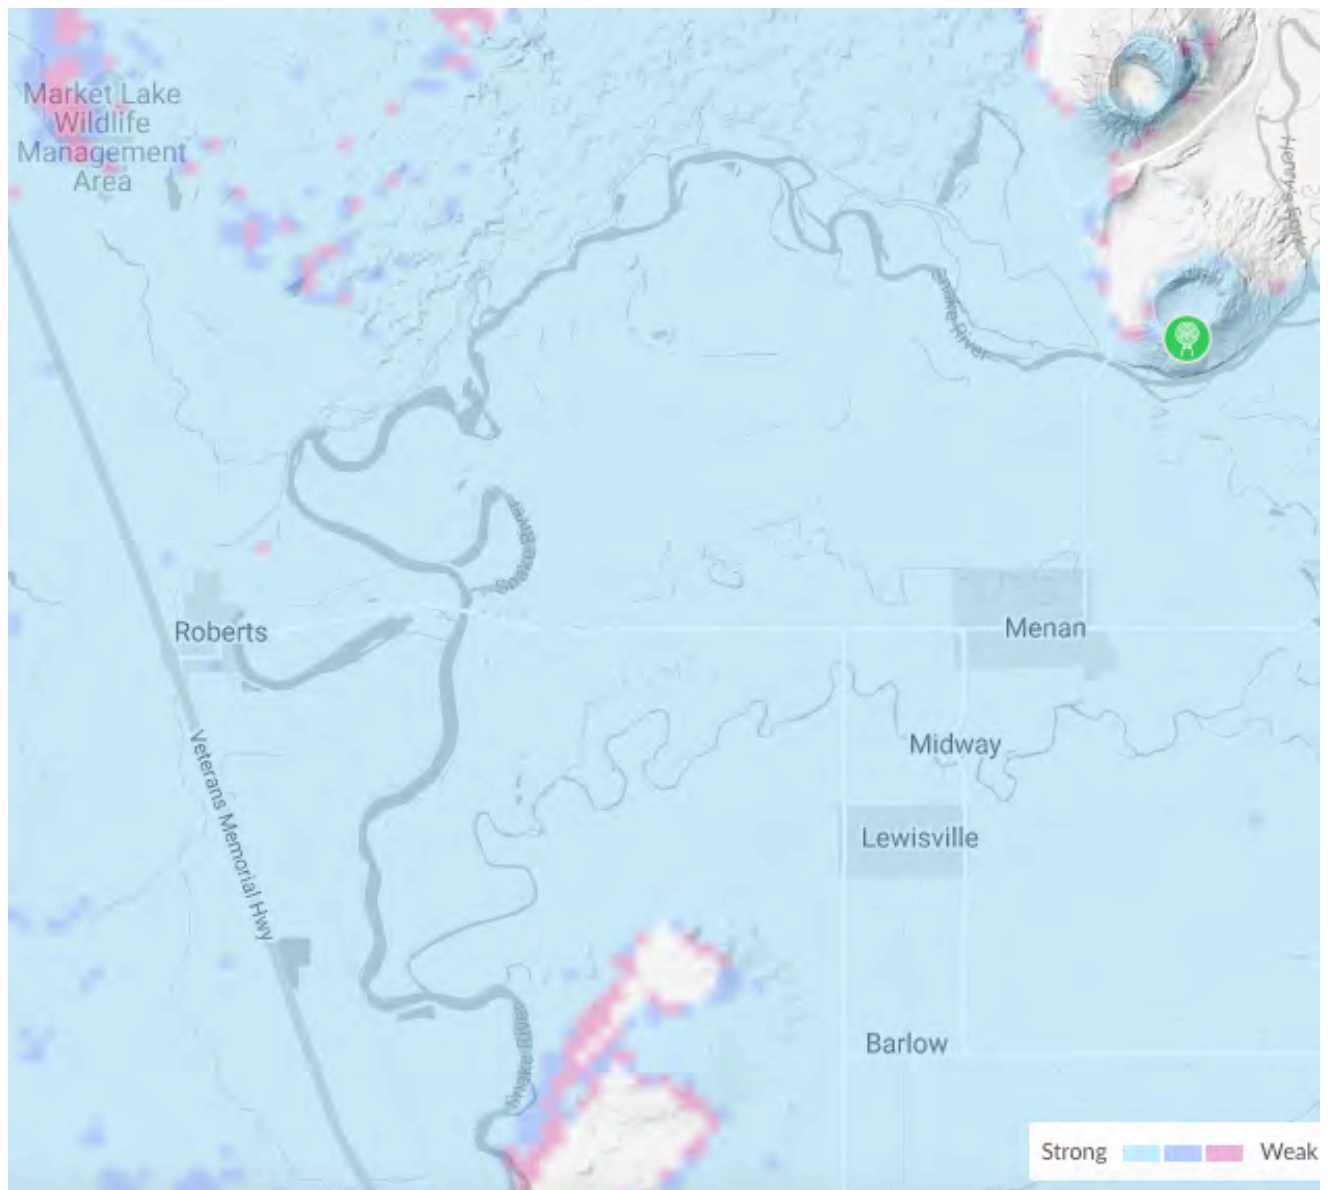 Market Lake
Wildlife
Management
Area
Henrys Fork
Snake River
Snake River
Roberts
Menan
Midway
Veterans Memorial Hwy
Lewisville
Snake River
Barlow
Strong
Weak